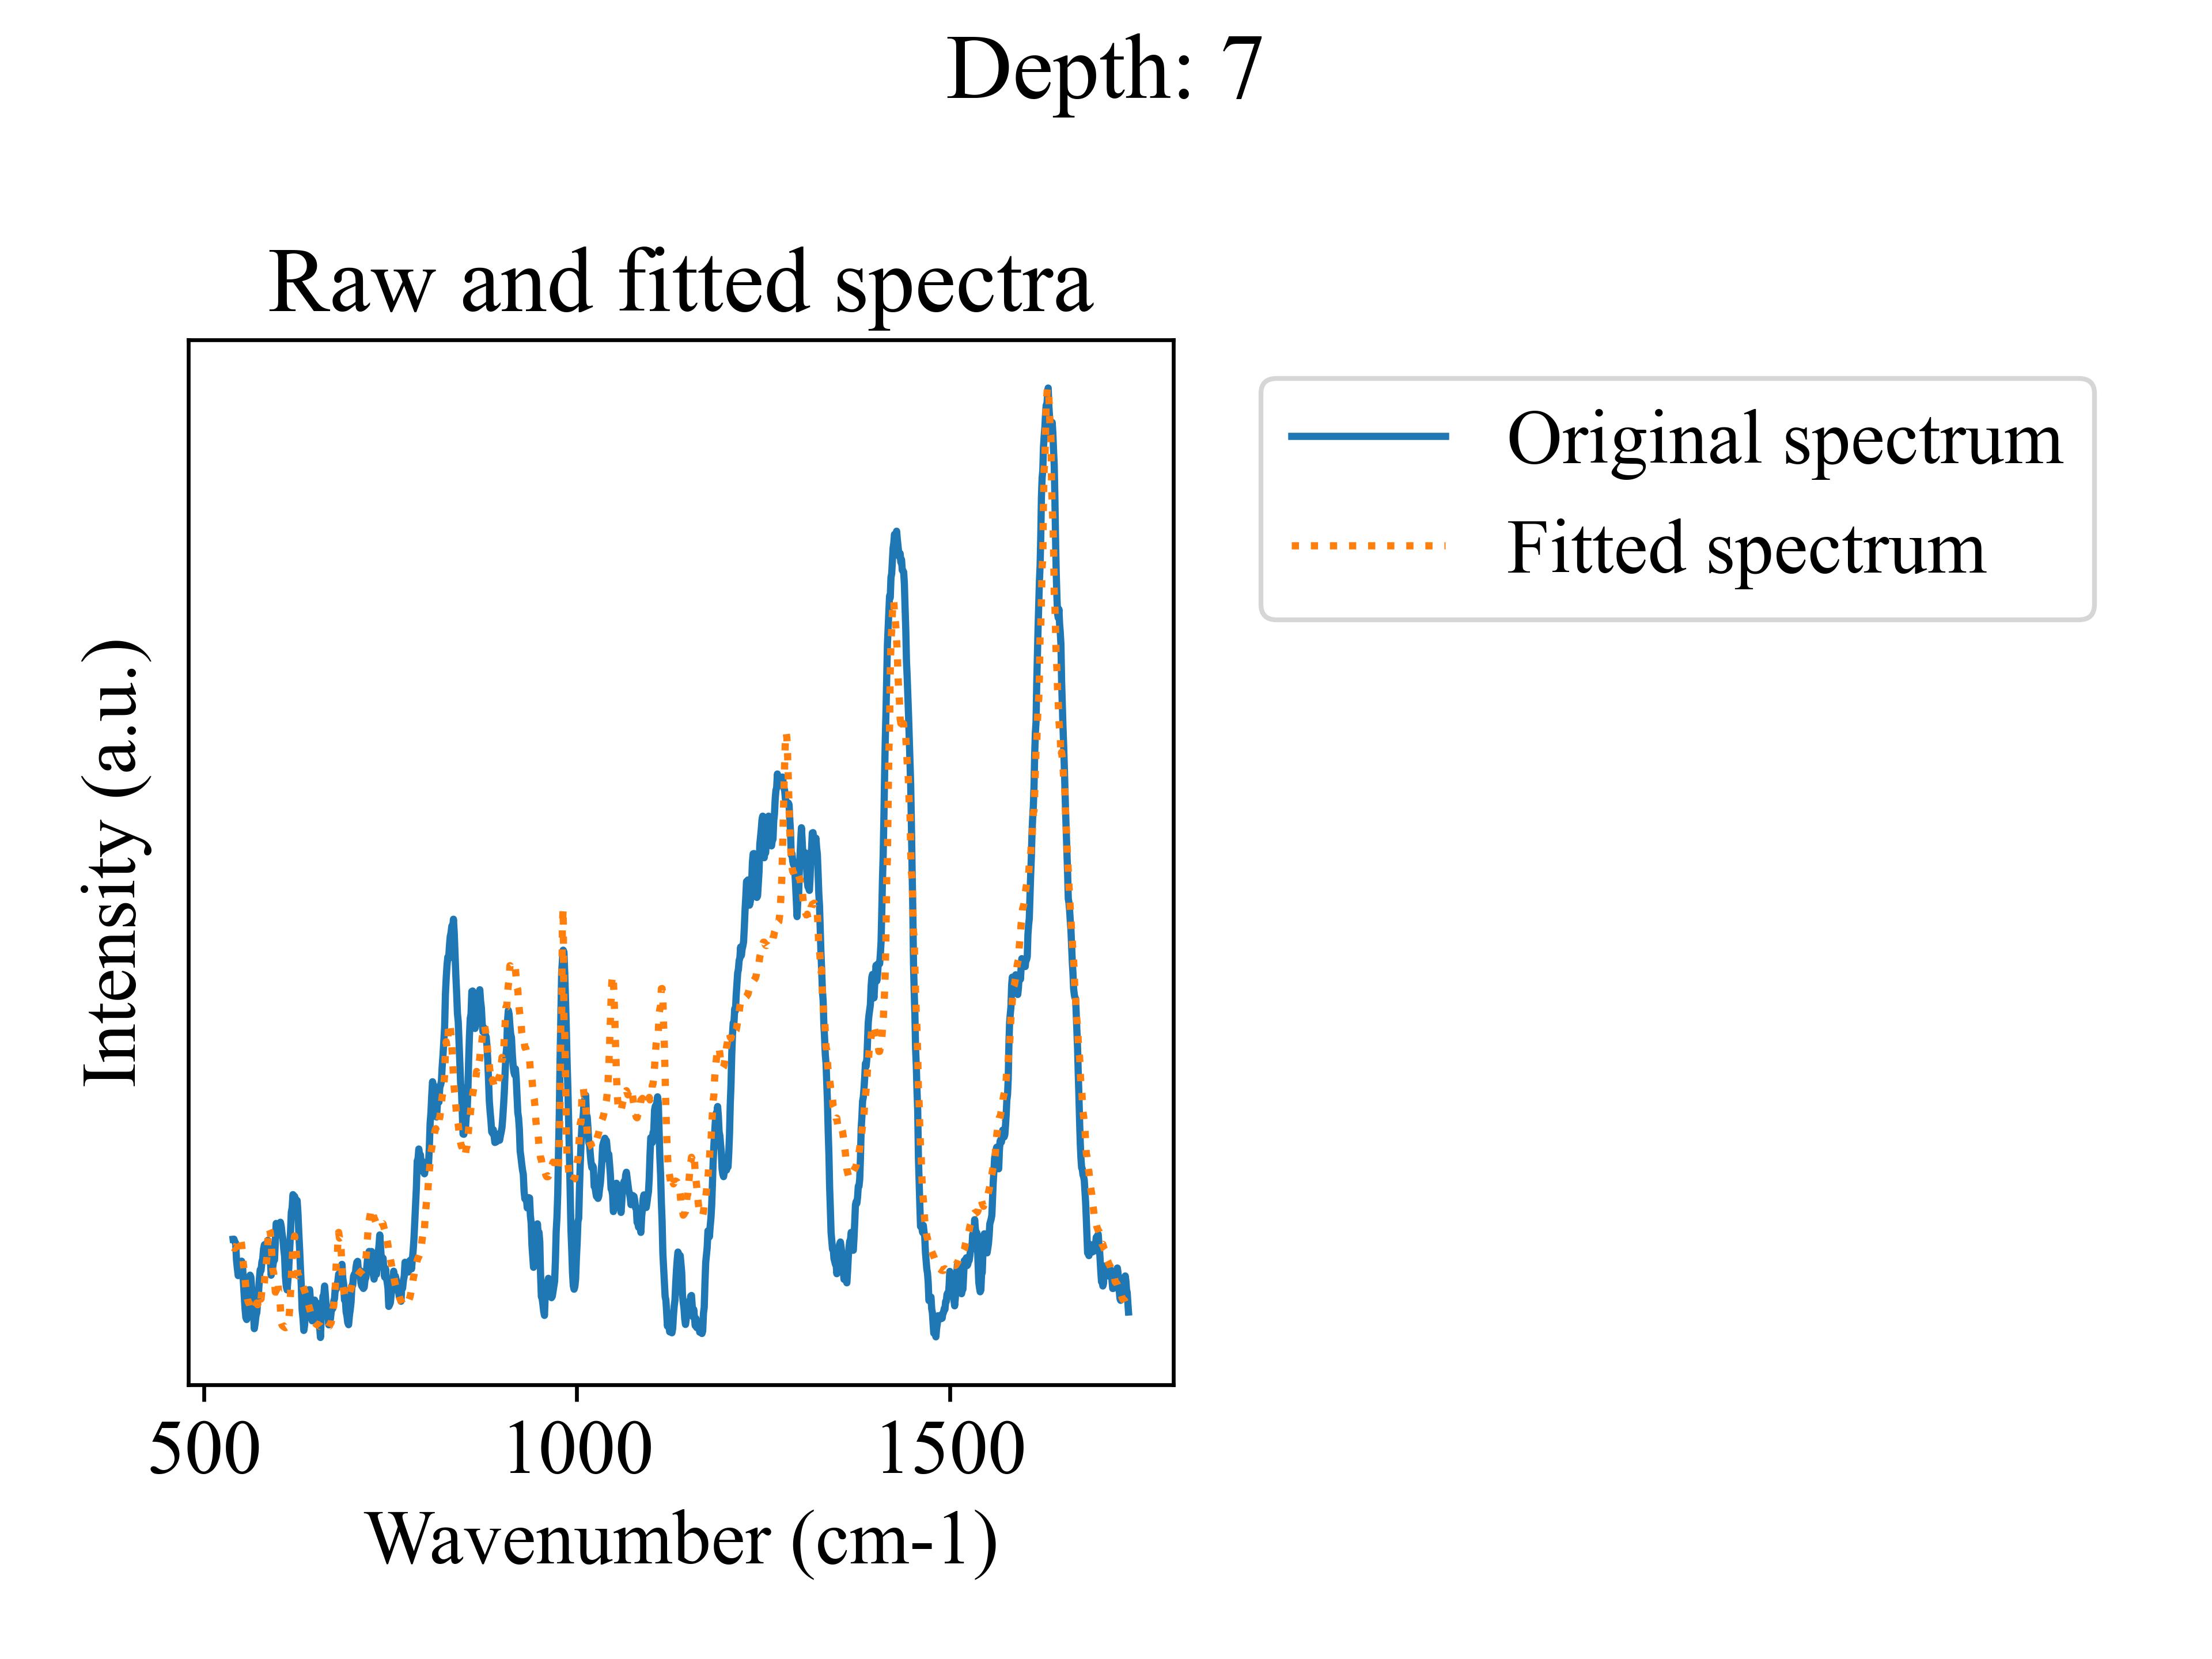 Depth: 7
Raw and fitted spectra
Original spectrum
Fitted spectrum
Intensity (a.u.)
500 1000 1500
Wavenumber (cm-1)